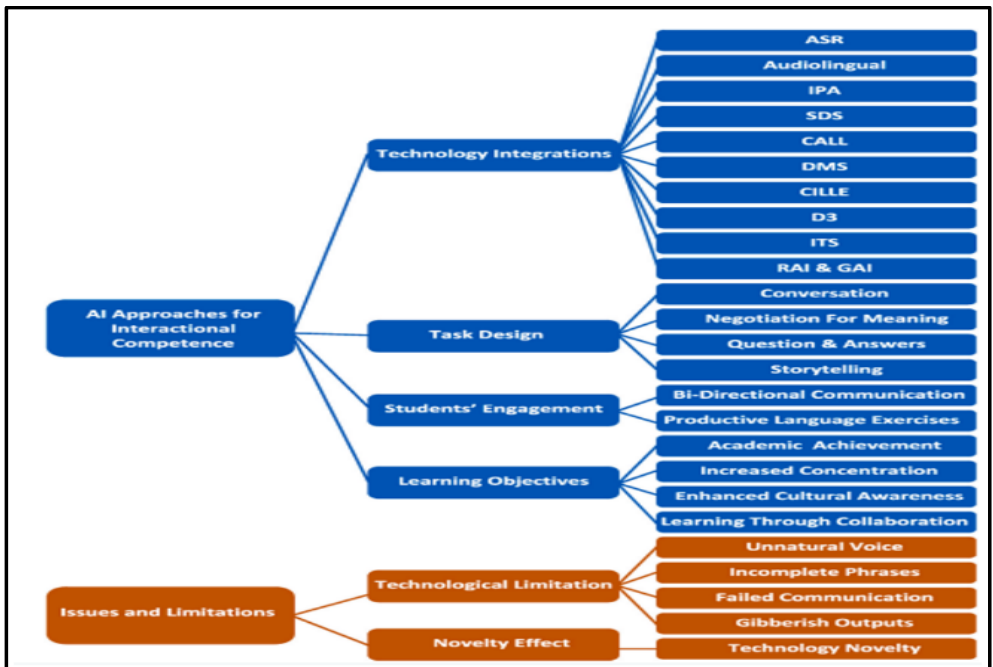 ASR
Audiolingual
IPA
SDS
Technology Integrations
CALL
DMS
CILLE
D3
ITS
RAI & GAI
AI Approaches for
Interactional
Competence
Conversation
Task Design
Negotiation For Meaning
Question & Answers
Storytelling
Students' Engagement
Bi-Directional Communication
Productive Language Exercises
Learning Objectives
Academic Achievement
Increased Concentration
Enhanced Cultural Awareness
Learning Through Collaboration
Issues and Limitations
Technological Limitation
Unnatural Voice
Incomplete Phrases
Failed Communication
Gibberish Outputs
Novelty Effect
Technology Novelty